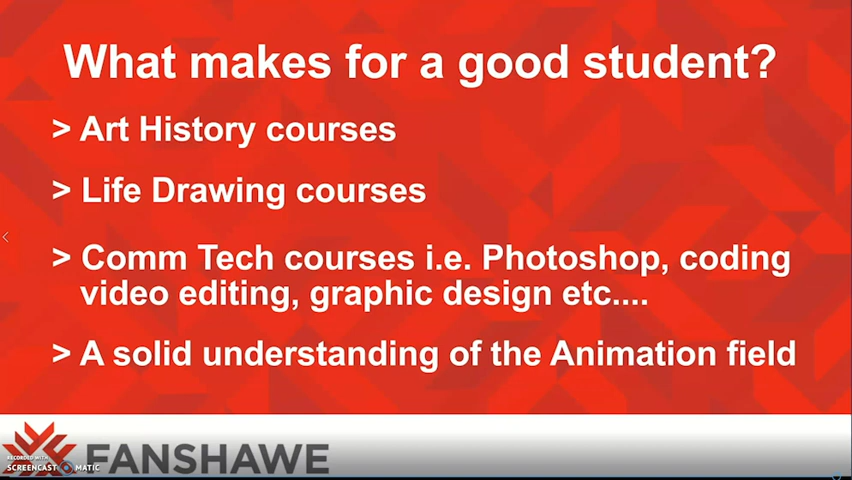 What makes for a good student?
> Art History courses
> Life Drawing courses
> Comm Tech courses i.e. Photoshop, coding
video editing, graphic design etc....
> A solid understanding of the Animation field
RECORDED WITH
SCREENCAST MATIC
FANSHAWE